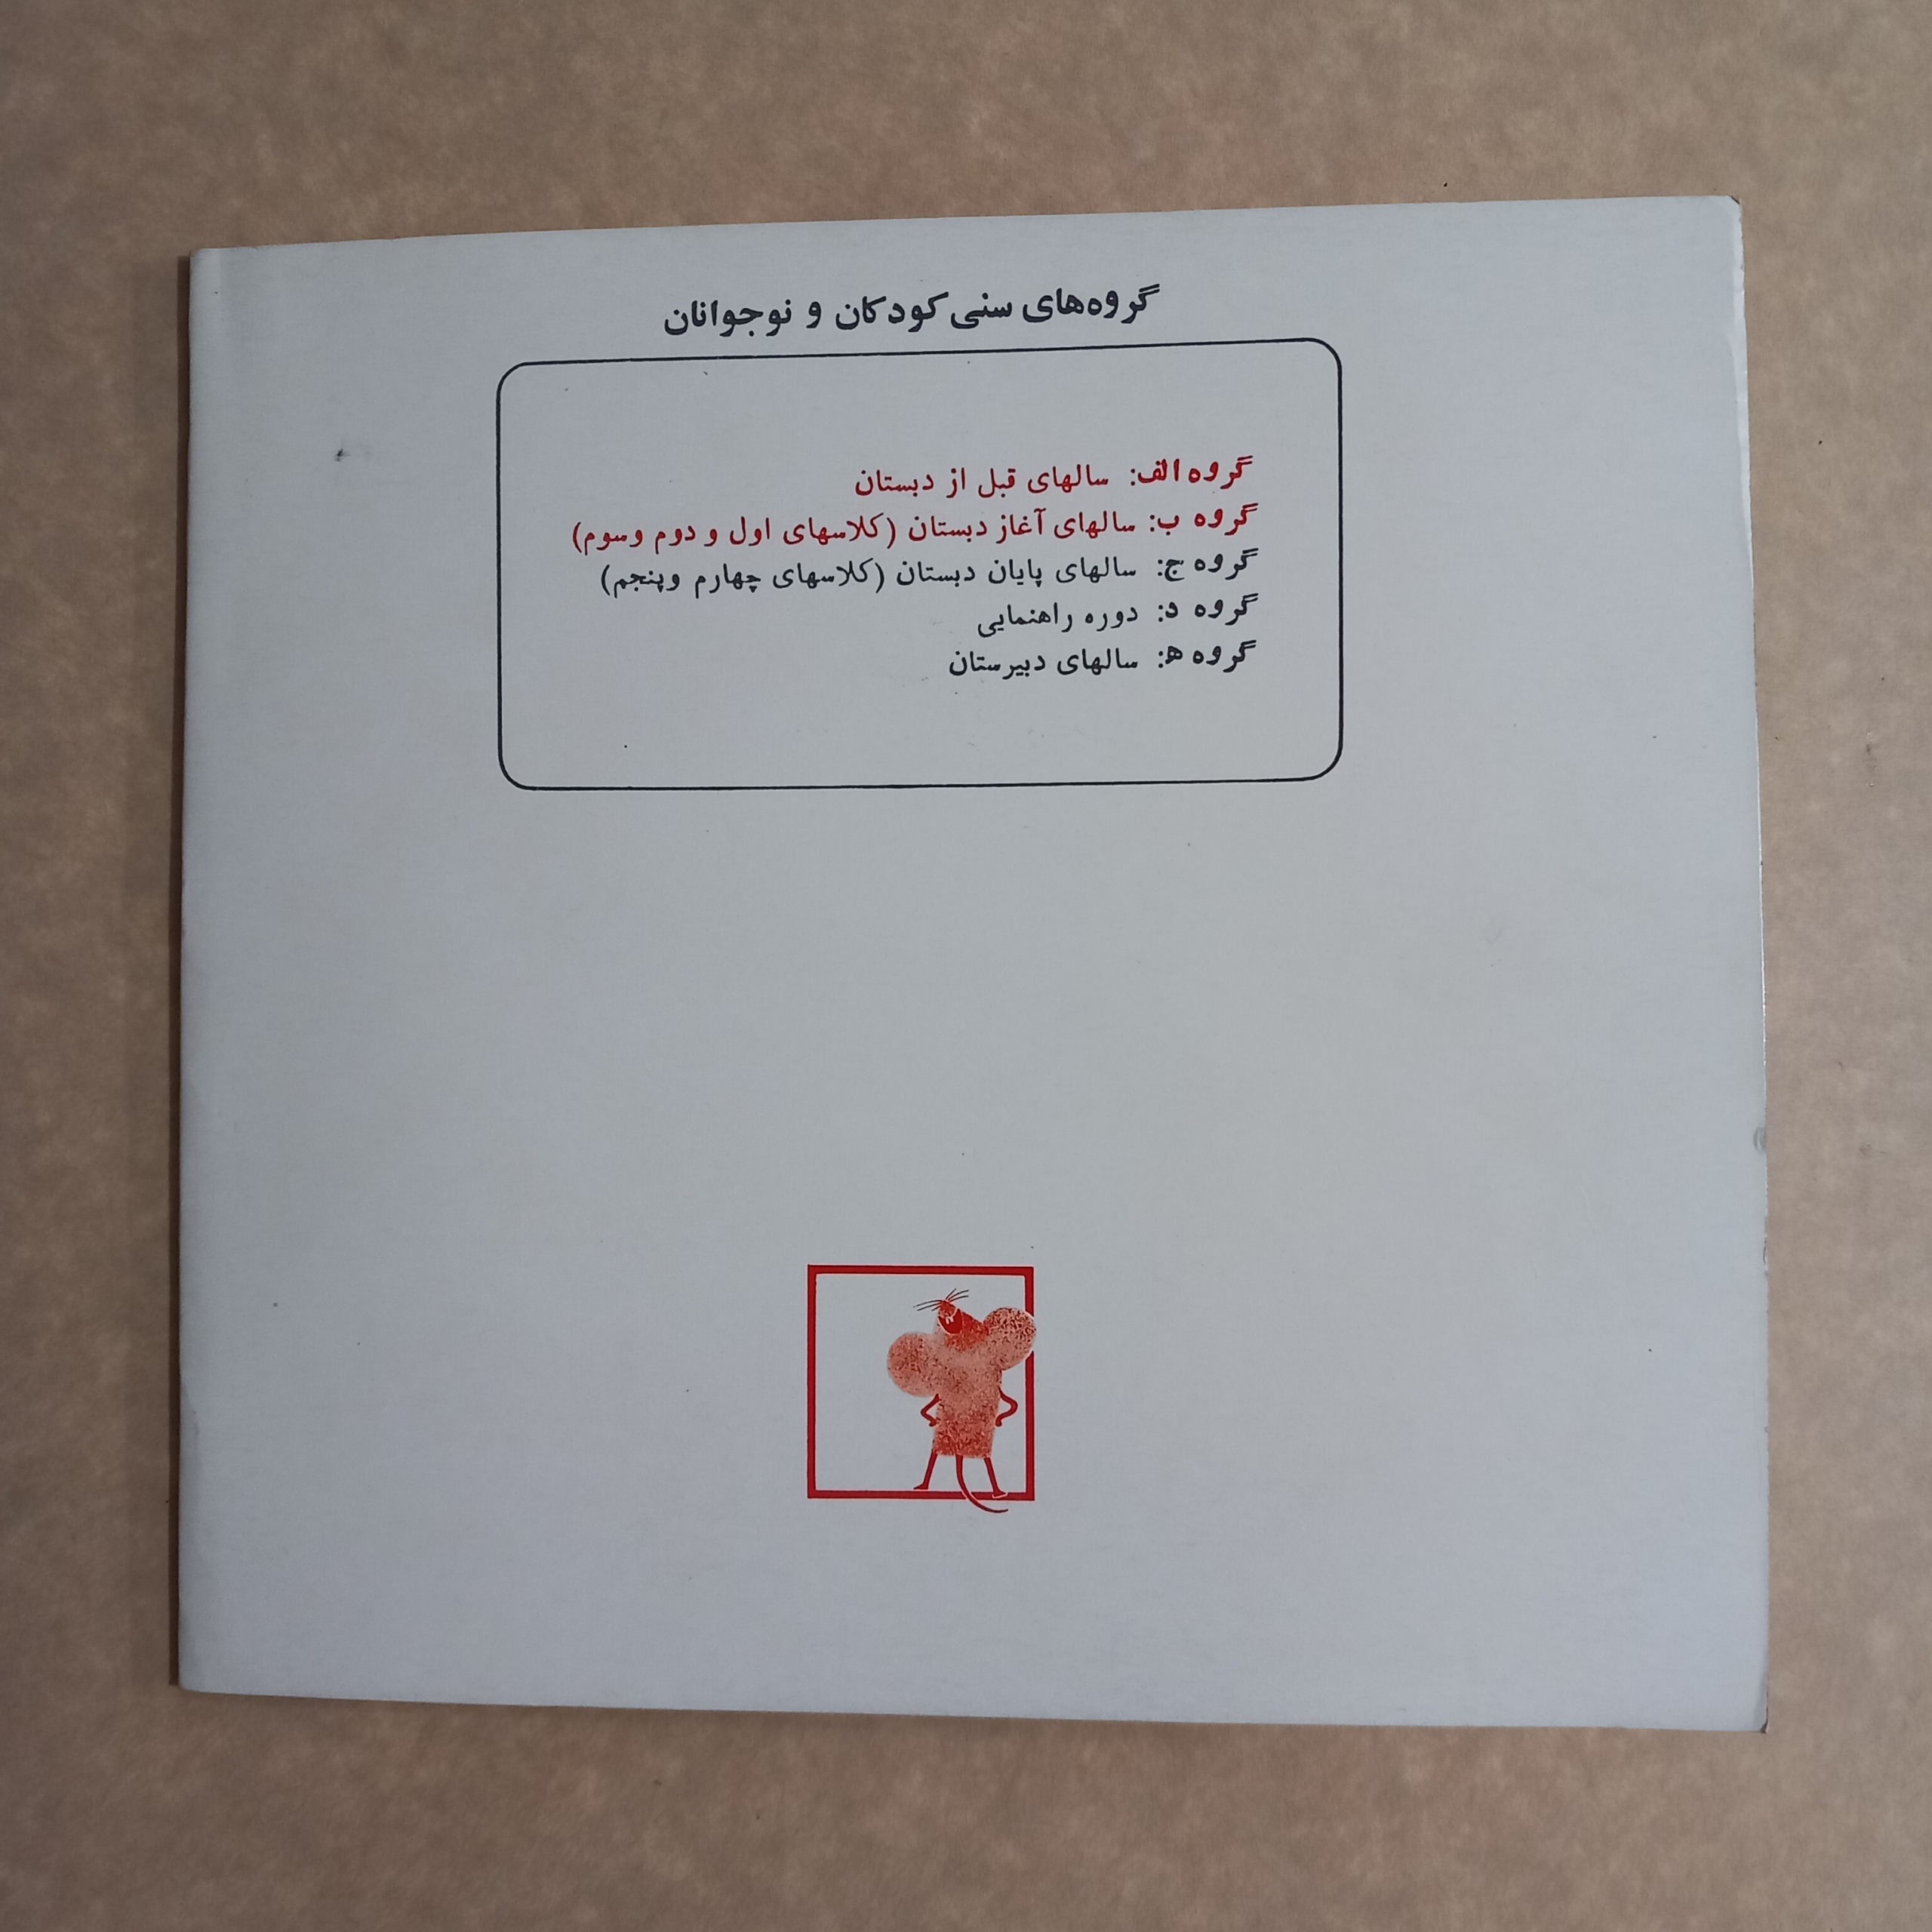 گروه‌های سنی کودکان و نوجوانان
گروه الف: سالهای قبل از دبستان
گروه ب: سالهای آغاز دبستان (کلاسهای اول و دوم وسوم)
گروه ج: سالهای پایان دبستان (کلاسهای چهارم وپنجم)
گروه د: دوره راهنمایی
گروه ه: سالهای دبیرستان